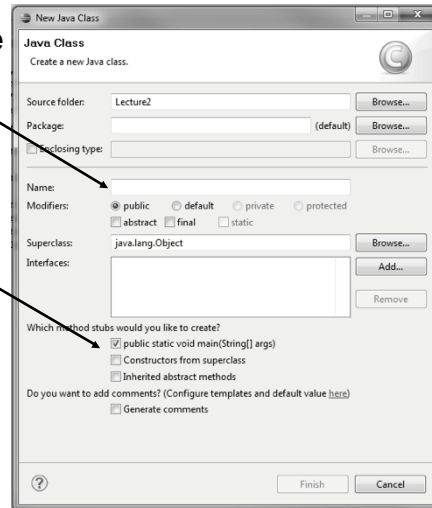 e
New Java Class
Java Class
Create a new Java class.
Source folder: Lecture2 Browse...
Package: (default) Browse...
Enclosing type: Browse...
Name:
Modifiers: public default private protected
abstract final static
Superclass: java.lang.Object Browse...
Interfaces: Add...
Remove
Which method stubs would you like to create?
public static void main(String[] args)
Constructors from superclass
Inherited abstract methods
Do you want to add comments? (Configure templates and default value here)
Generate comments
? Finish Cancel